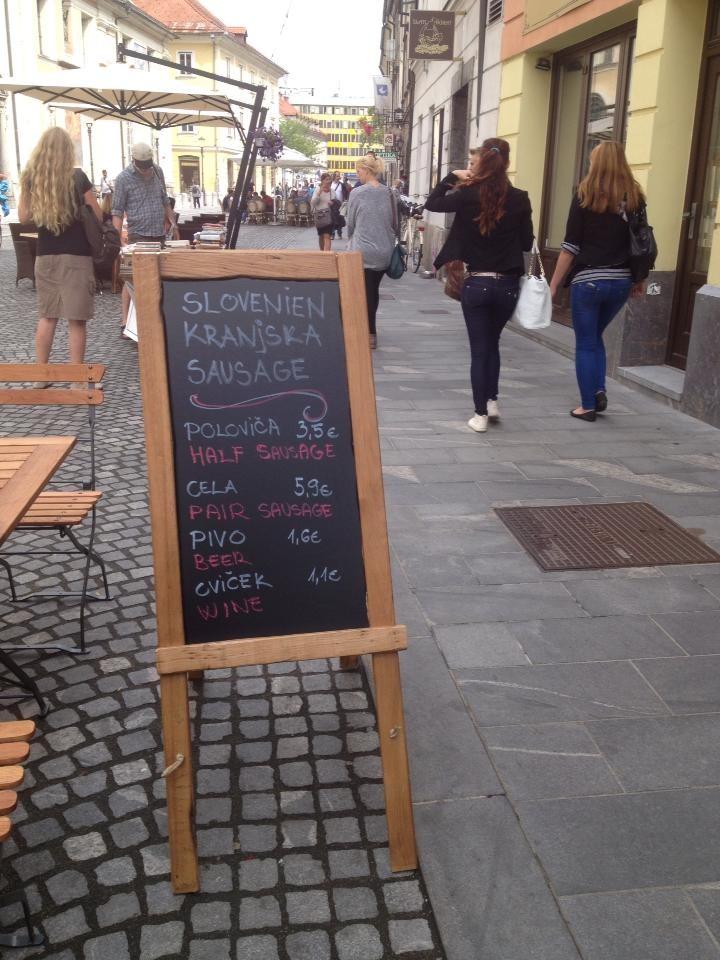 SLOVENIEN
KRANJSKA
SAUSAGE
POLOVIČA 3,5€
HALF SAUSAGE
CELA 5,9€
PAIR SAUSAGE
PIVO 1,6€
BEER
CVIČEK 1,1€
WINE